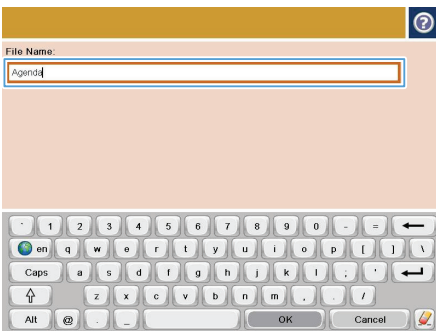 ?
File Name:
Agenda
` 1 2 3 4 5 6 7 8 9 0 - =
en q w e r t y u i o p [ ] \
Caps a s d f g h j k l ; '
z x c v b n m , . /
Alt @ . _ OK Cancel